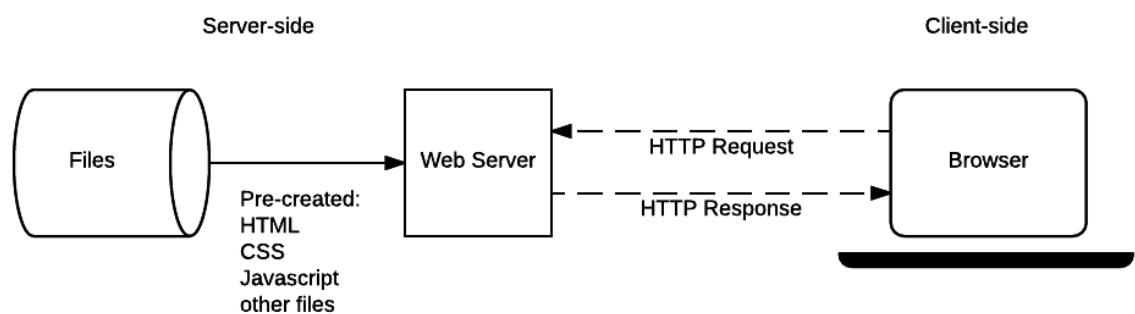 Server-side
Client-side
Files
Web Server
HTTP Request
Browser
HTTP Response
Pre-created:
HTML
CSS
Javascript
other files